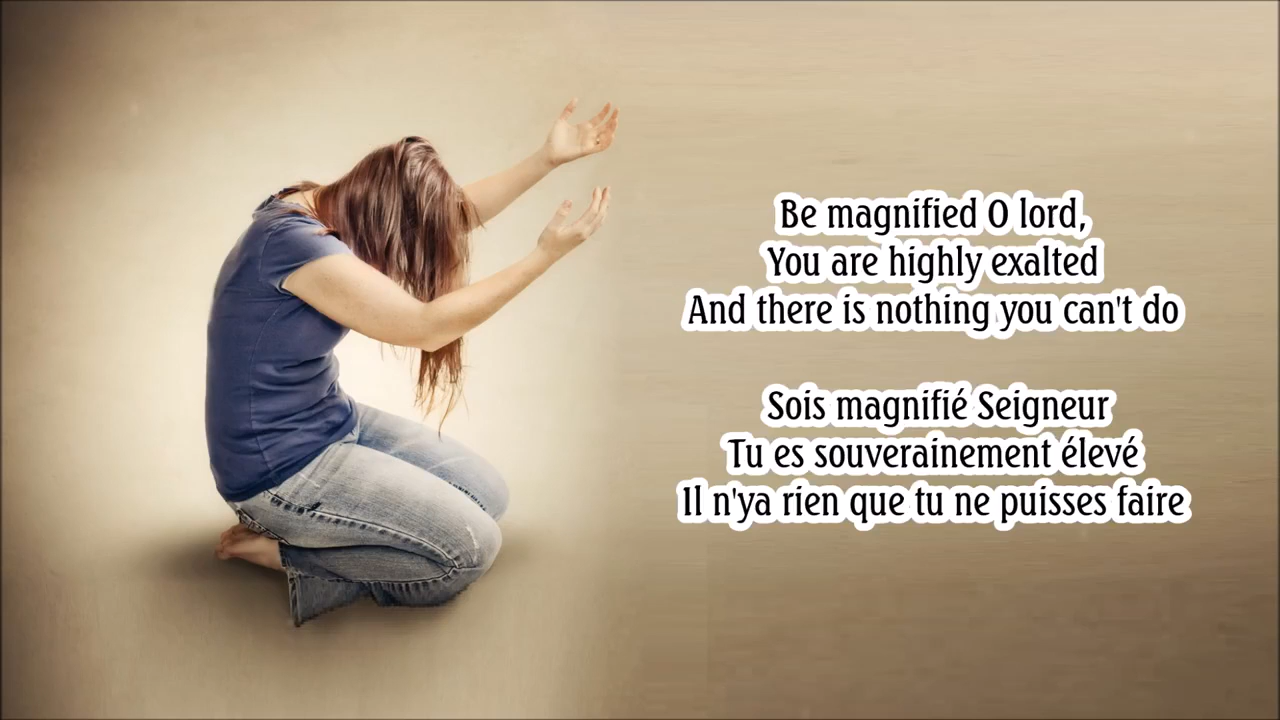 Be magnified O lord,
You are highly exalted
And there is nothing you can't do
Sois magnifié Seigneur
Tu es souverainement élevé
Il n'ya rien que tu ne puisses faire